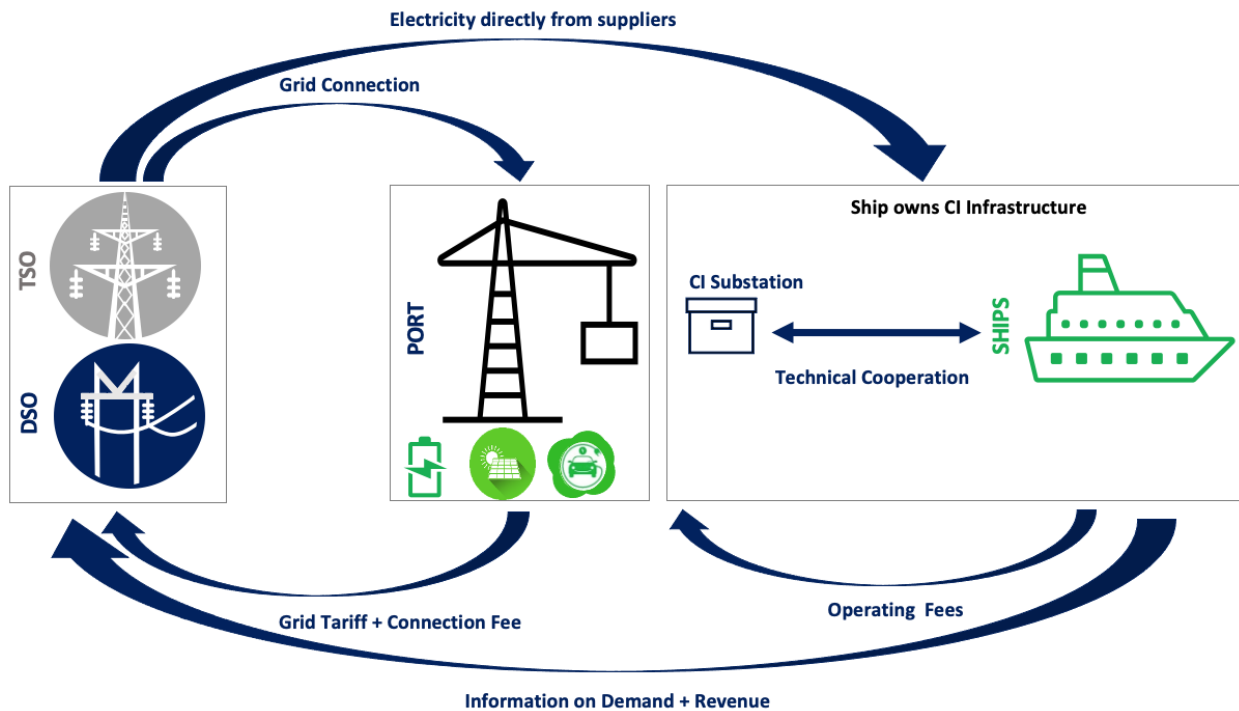 Electricity directly from suppliers
Grid Connection
TSO
DSO
PORT
Ship owns CI Infrastructure
CI Substation
SHIPS
Technical Cooperation
Grid Tariff + Connection Fee
Operating Fees
Information on Demand + Revenue